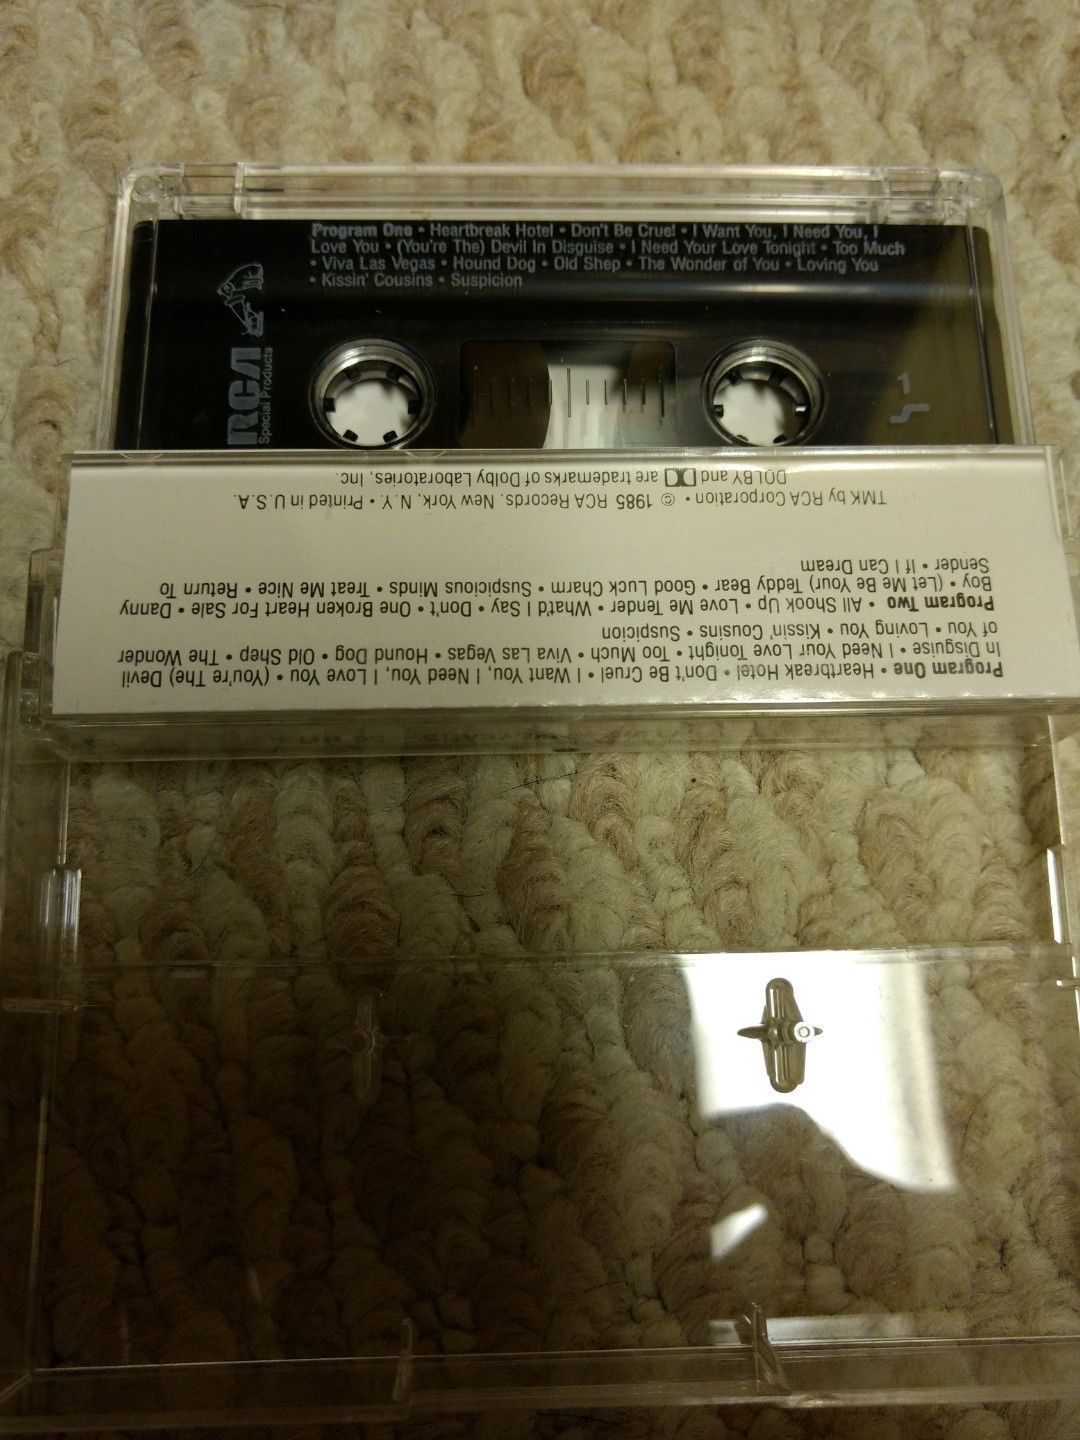 Program One • Heartbreak Hotel • Don't Be Cruel • I Want You, I Need You, I
Love You • (You're The) Devil In Disguise • I Need Your Love Tonight • Too Much
• Viva Las Vegas • Hound Dog • Old Shep • The Wonder of You • Loving You
• Kissin' Cousins • Suspicion
RCA
Special Products
1
Program One • Heartbreak Hotel • Don't Be Cruel • I Want You, I Need You, I Love You • (You're The) Devil
In Disguise • I Need Your Love Tonight • Too Much • Viva Las Vegas • Hound Dog • Old Shep • The Wonder
of You • Loving You • Kissin' Cousins • Suspicion
Program Two • All Shook Up • Love Me Tender • What'd I Say • Don't • One Broken Heart For Sale • Danny
Boy • (Let Me Be Your) Teddy Bear • Good Luck Charm • Suspicious Minds • Treat Me Nice • Return To
Sender • If I Can Dream
TMK by RCA Corporation • © 1985 RCA Records. New York, N.Y. • Printed in U.S.A.
DOLBY and are trademarks of Dolby Laboratories, Inc.